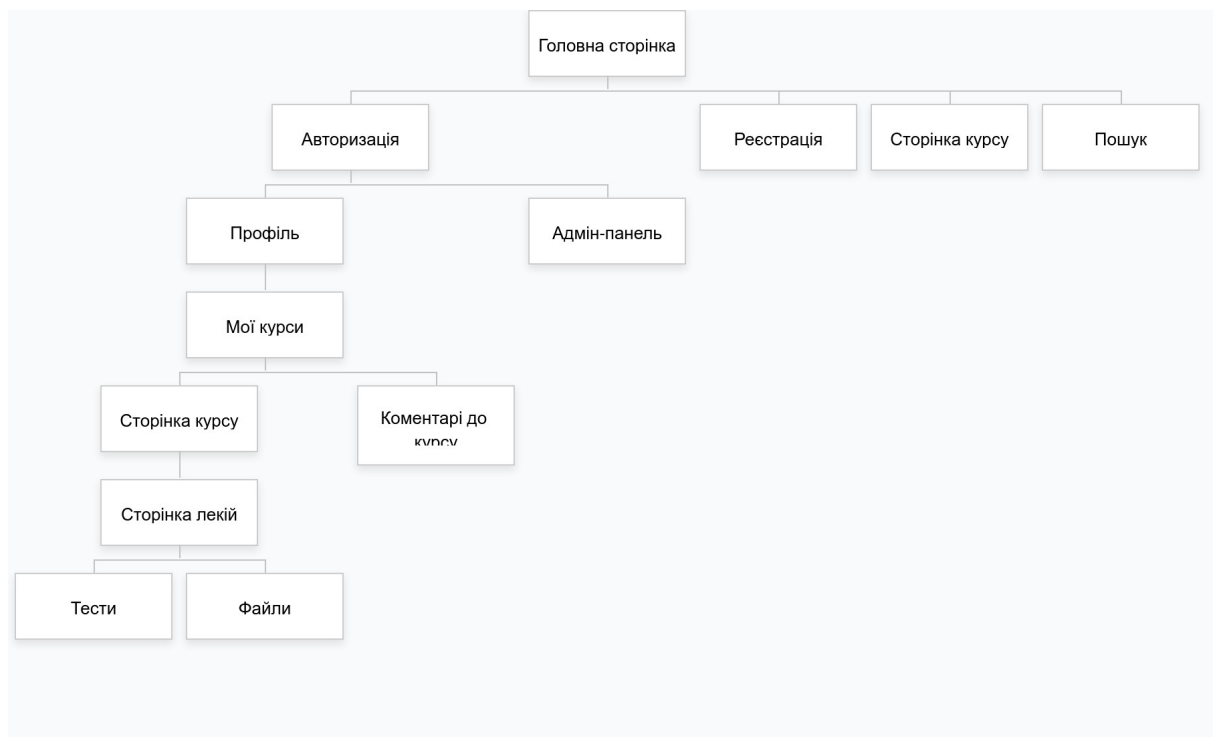 Головна сторінка
Авторизація
Реєстрація
Сторінка курсу
Пошук
Профіль
Адмін-панель
Мої курси
Сторінка курсу
Коментарі до
курсу
Сторінка лекій
Тести
Файли